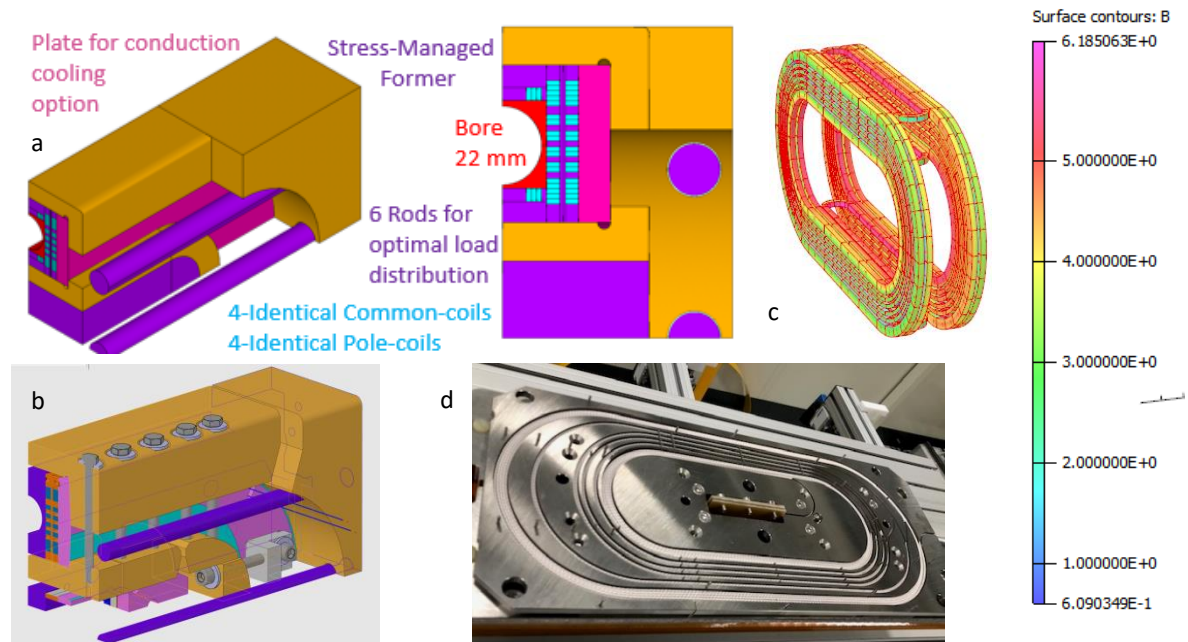 Plate for conduction
cooling
option
a
Stress-Managed
Former
Bore
22 mm
6 Rods for
optimal load
distribution
4-Identical Common-coils
4-Identical Pole-coils
c
b
d
Surface contours: B
6.185063E+0
5.000000E+0
4.000000E+0
3.000000E+0
2.000000E+0
1.000000E+0
6.090349E-1